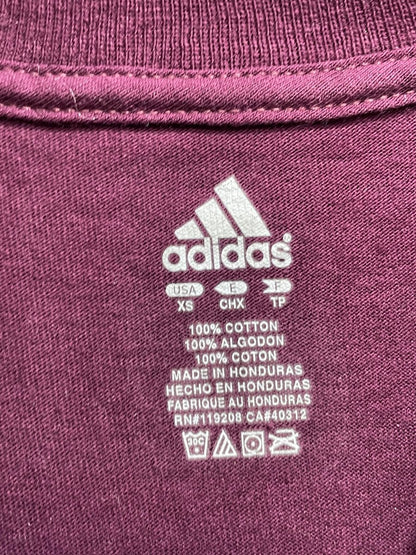 adidas®
USA E F
XS CHX TP
100% COTTON
100% ALGODON
100% COTON
MADE IN HONDURAS
HECHO EN HONDURAS
FABRIQUE AU HONDURAS
RN#119208 CA#40312
30C